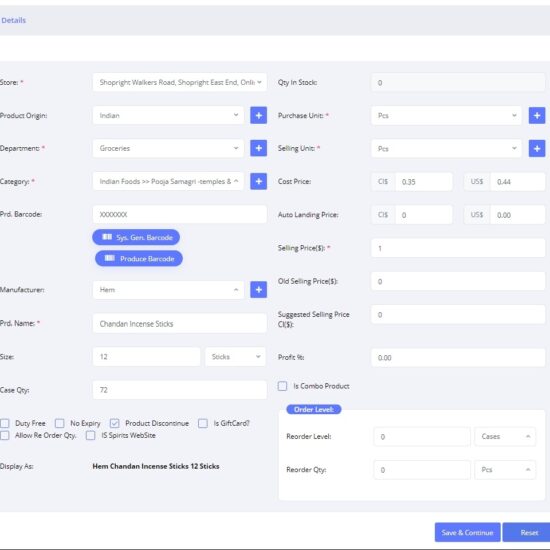 Details
Store: *
Shopright Walkers Road, Shopright East End, Onli
Qty In Stock:
0
Product Origin:
Indian
+
Purchase Unit: *
Pcs
+
Department: *
Groceries
+
Selling Unit: *
Pcs
+
Category: *
Indian Foods >> Pooja Samagri -temples &
+
Cost Price:
CI$
0.35
US$
0.44
Prd. Barcode:
XXXXXXX
Auto Landing Price:
CI$
0
US$
0.00
Sys. Gen. Barcode
Produce Barcode
Selling Price($): *
1
Manufacturer:
Hem
+
Old Selling Price($):
0
Prd. Name: *
Chandan Incense Sticks
Suggested Selling Price
CI($):
0
Size:
12
Sticks
Profit %:
0.00
Case Qty:
72
Is Combo Product
Duty Free
No Expiry
Product Discontinue
Is GiftCard?
Allow Re Order Qty.
IS Spirits WebSite
Order Level:
Reorder Level:
0
Cases
Display As:
Hem Chandan Incense Sticks 12 Sticks
Reorder Qty:
0
Pcs
Save & Continue
Reset